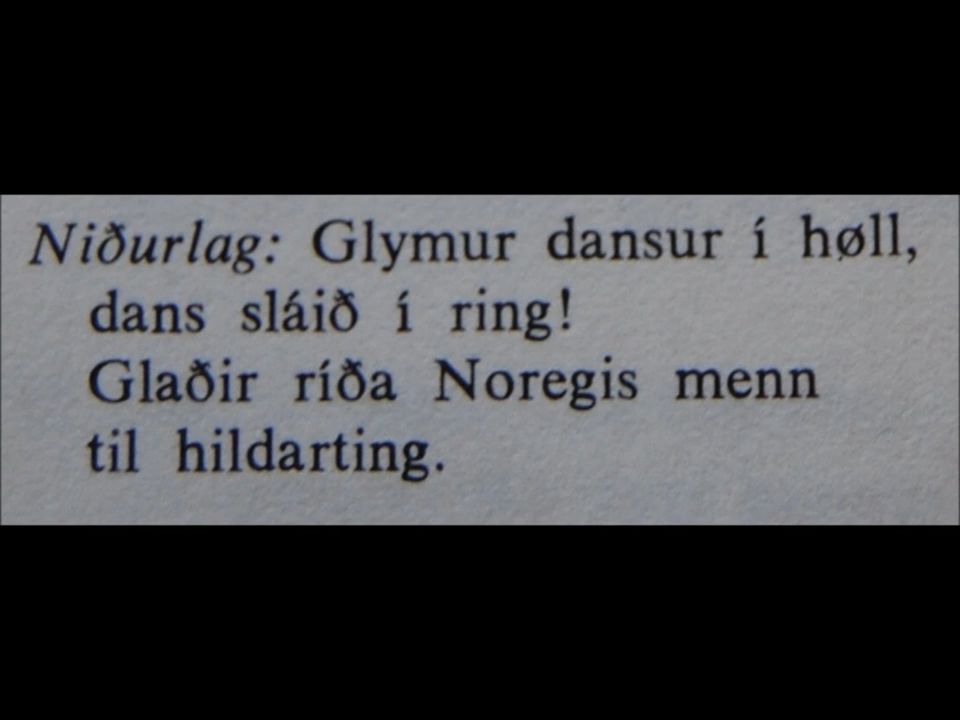 Niðurlag: Glymur dansur í høll,
dans sláið í ring!
Glaðir ríða Noregis menn
til hildarting.